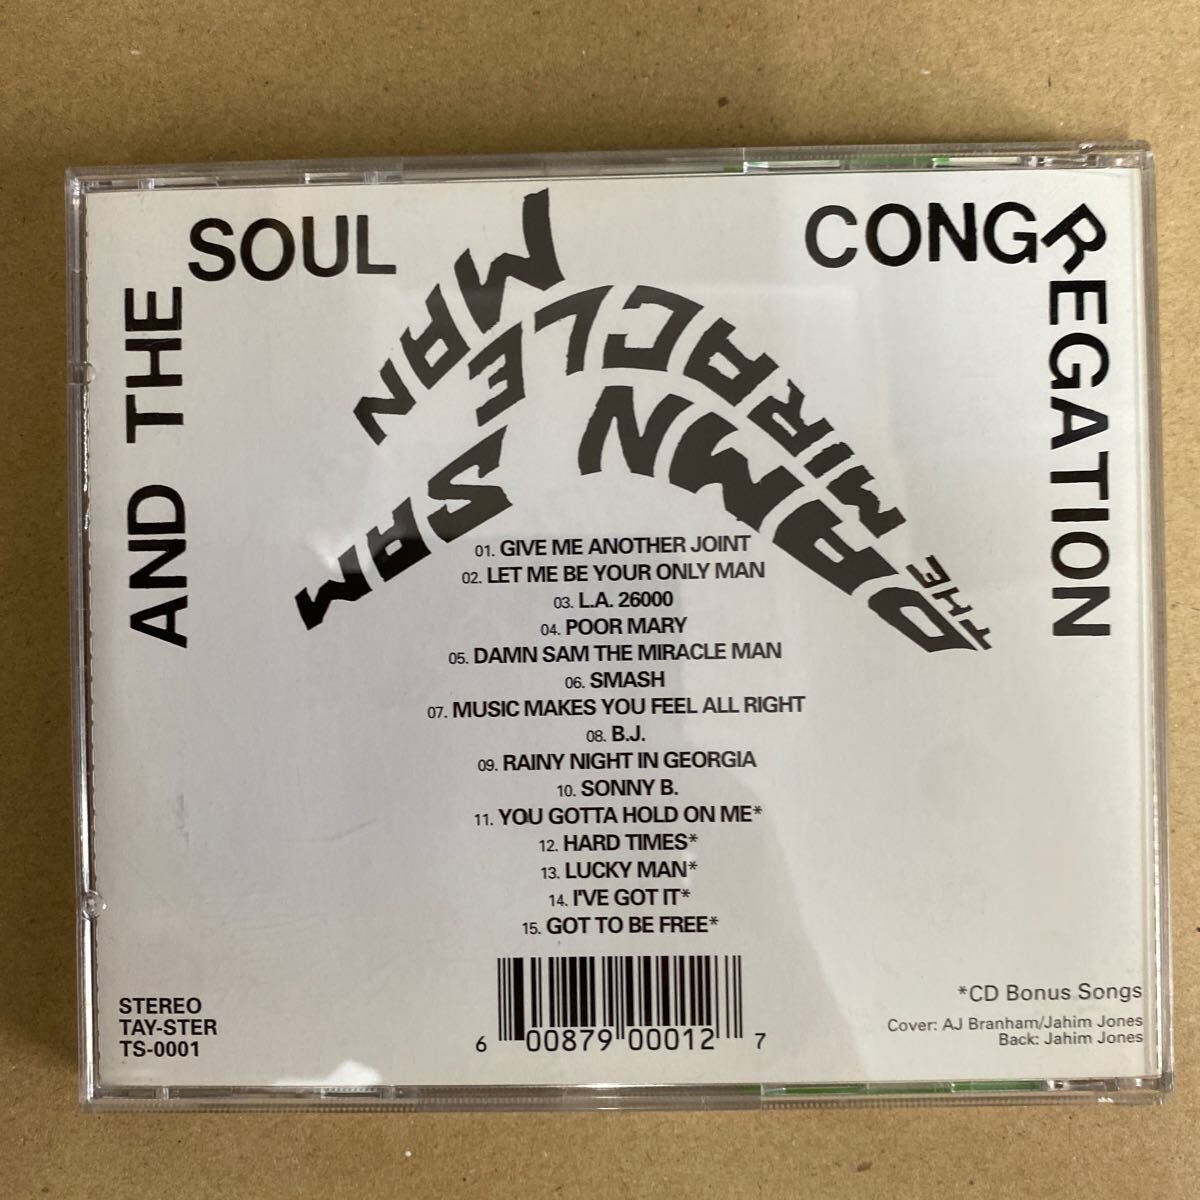 AND THE SOUL CONGREGATION
DAMN SAM
THE MIRACLE MAN
01. GIVE ME ANOTHER JOINT
02. LET ME BE YOUR ONLY MAN
03. L.A. 26000
04. POOR MARY
05. DAMN SAM THE MIRACLE MAN
06. SMASH
07. MUSIC MAKES YOU FEEL ALL RIGHT
08. B.J.
09. RAINY NIGHT IN GEORGIA
10. SONNY B.
11. YOU GOTTA HOLD ON ME*
12. HARD TIMES*
13. LUCKY MAN*
14. I'VE GOT IT*
15. GOT TO BE FREE*
STEREO
TAY-STER
TS-0001
6 00879 00012 7
*CD Bonus Songs
Cover: AJ Branham/Jahim Jones
Back: Jahim Jones